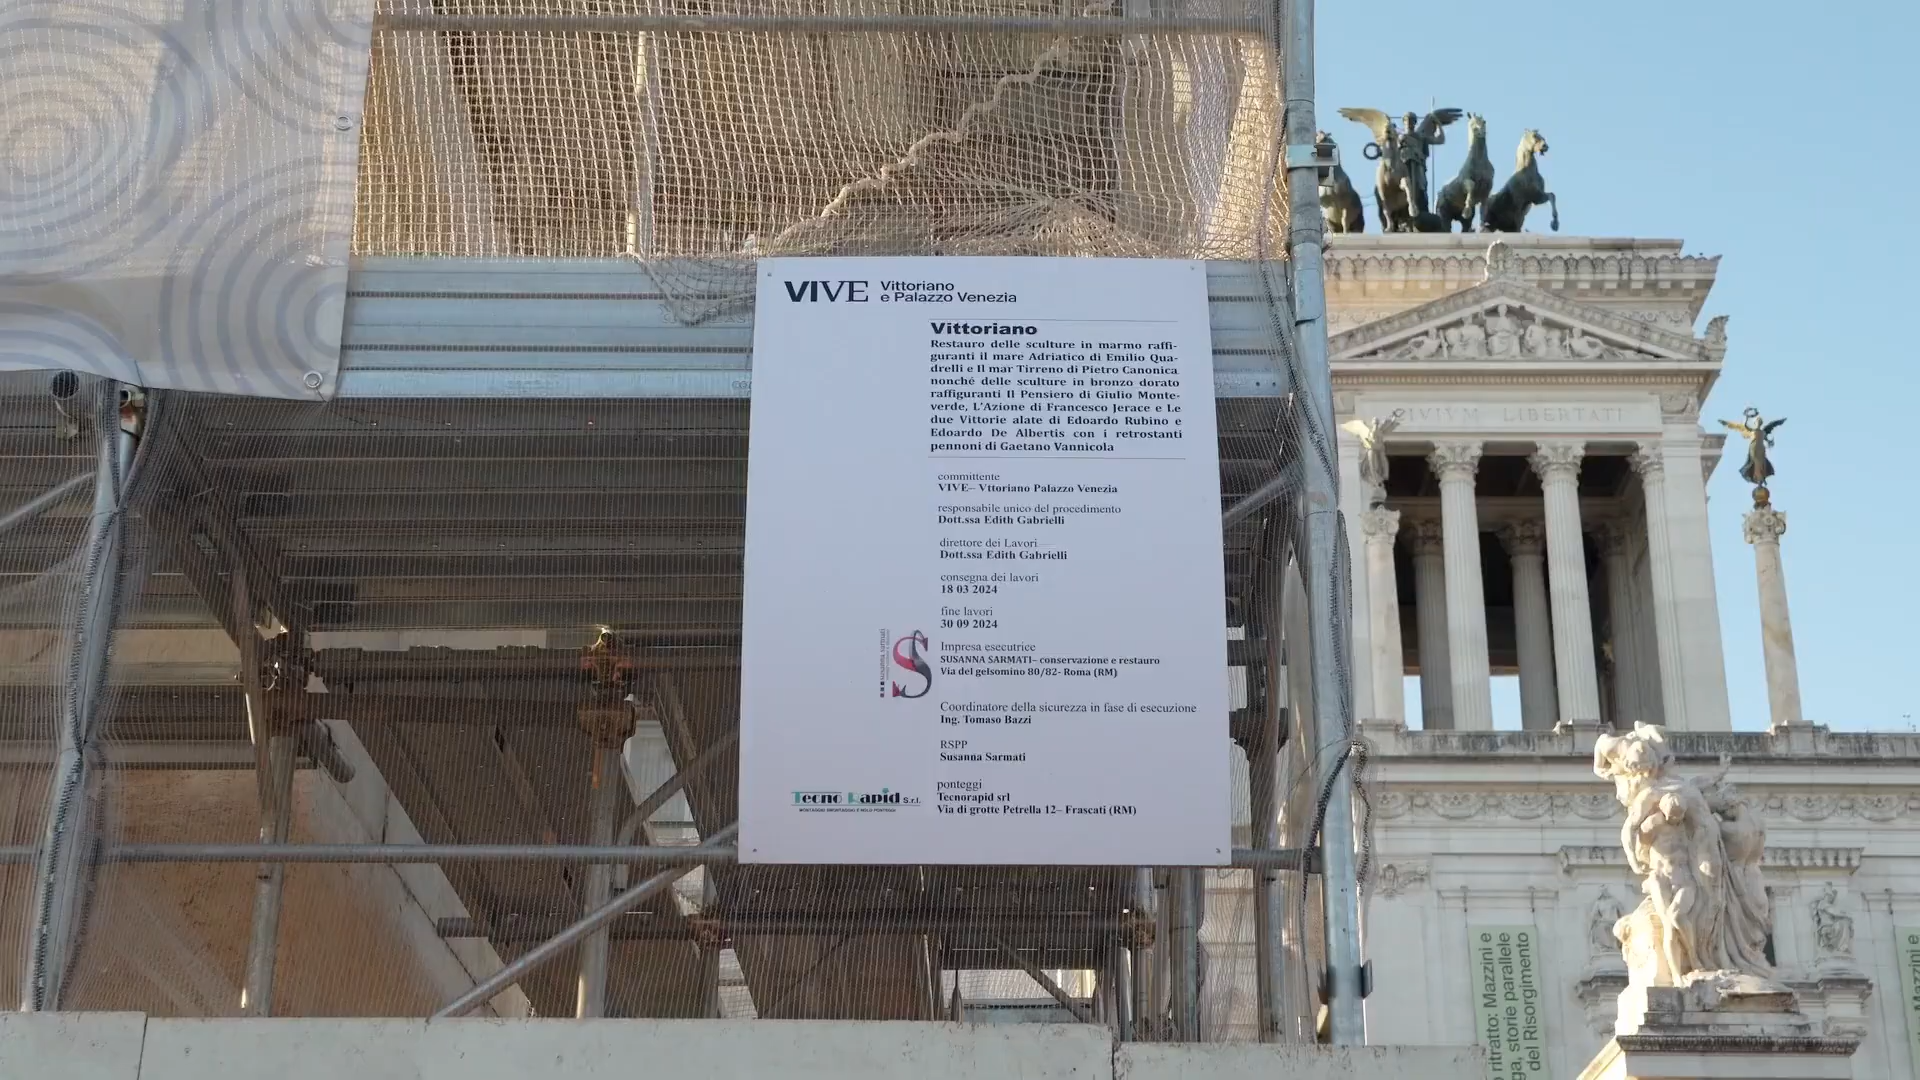 VIVE
Vittoriano
e Palazzo Venezia
Vittoriano
Restauro delle sculture in marmo raffi-
guranti il mare Adriatico di Emilio Qua-
drelli e Il mar Tirreno di Pietro Canonica
nonché delle sculture in bronzo dorato
raffiguranti Il Pensiero di Giulio Monte-
verde, L'Azione di Francesco Jerace e Le
due Vittorie alate di Edoardo Rubino e
Edoardo De Albertis con i retrostanti
pennoni di Gaetano Vannicola
committente
VIVE– Vttoriano Palazzo Venezia
responsabile unico del procedimento
Dott.ssa Edith Gabrielli
direttore dei Lavori
Dott.ssa Edith Gabrielli
consegna dei lavori
18 03 2024
fine lavori
30 09 2024
Impresa esecutrice
SUSANNA SARMATI– conservazione e restauro
Via del gelsomino 80/82- Roma (RM)
susanna sarmati
S
Coordinatore della sicurezza in fase di esecuzione
Ing. Tomaso Bazzi
RSPP
Susanna Sarmati
ponteggi
Tecnorapid srl
Via di grotte Petrella 12– Frascati (RM)
Tecno Rapid S.r.l.
MONTAGGIO SMONTAGGIO E NOLO PONTEGGI
CIVIVM LIBERTATI
ritratto: Mazzini e
storie parallele
del Risorgimento
Mazzini e